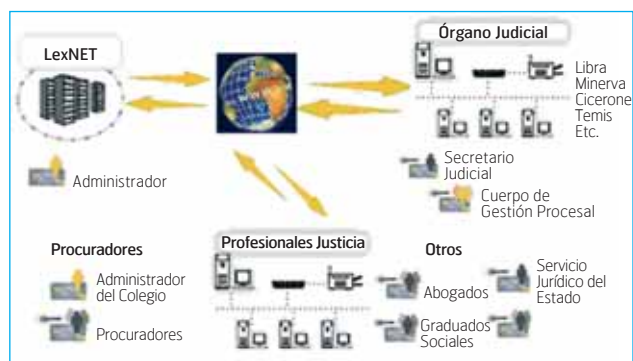 LexNET
Administrador
Órgano Judicial
Libra
Minerva
Cicerone
Temis
Etc.
Secretario
Judicial
Cuerpo de
Gestión Procesal
Procuradores
Administrador
del Colegio
Procuradores
Profesionales Justicia
Otros
Abogados
Servicio
Jurídico del
Estado
Graduados
Sociales